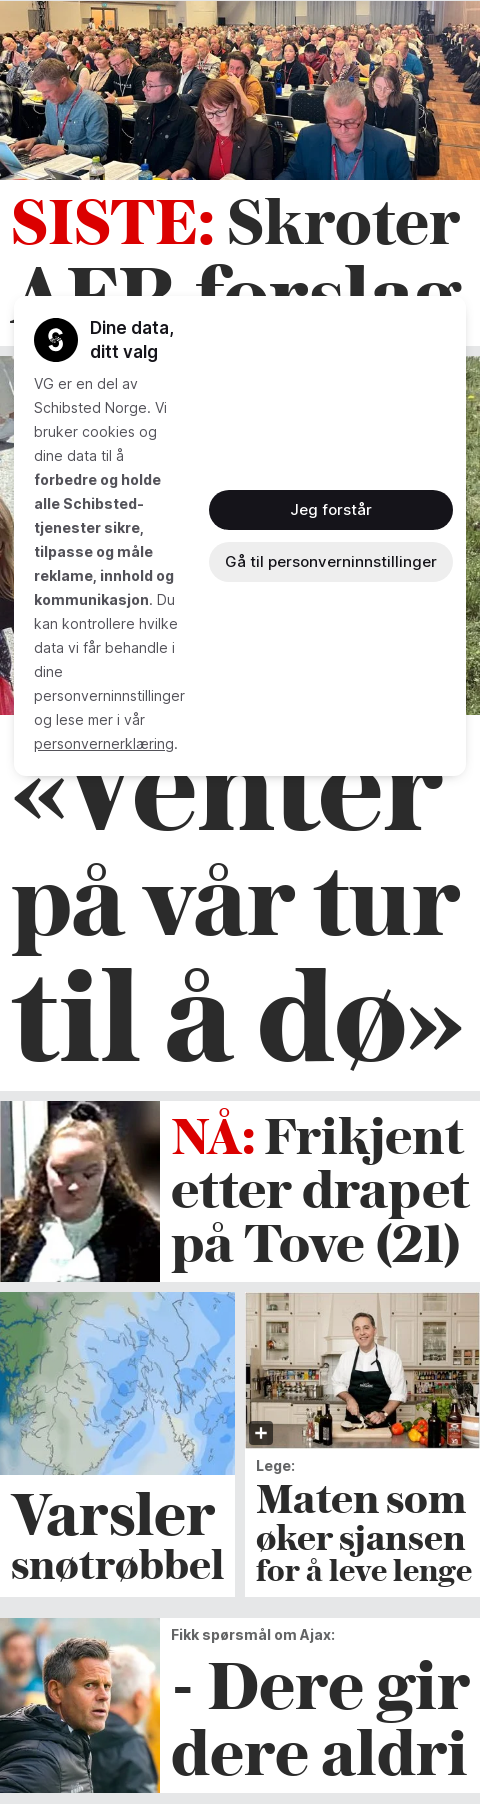 SISTE: Skroter
AFP-forslag
Dine data,
ditt valg
VG er en del av
Schibsted Norge. Vi
bruker cookies og
dine data til å
forbedre og holde
alle Schibsted-
tjenester sikre,
tilpasse og måle
reklame, innhold og
kommunikasjon. Du
kan kontrollere hvilke
data vi får behandle i
dine
personverninnstillinger
og lese mer i vår
personvernerklæring.
Jeg forstår
Gå til personverninnstillinger
«Venter
på vår tur
til å dø»
NÅ: Frikjent
etter drapet
på Tove (21)
Varsler
snøtrøbbel
Lege:
Maten som
øker sjansen
for å leve lenge
Fikk spørsmål om Ajax:
- Dere gir
dere aldri